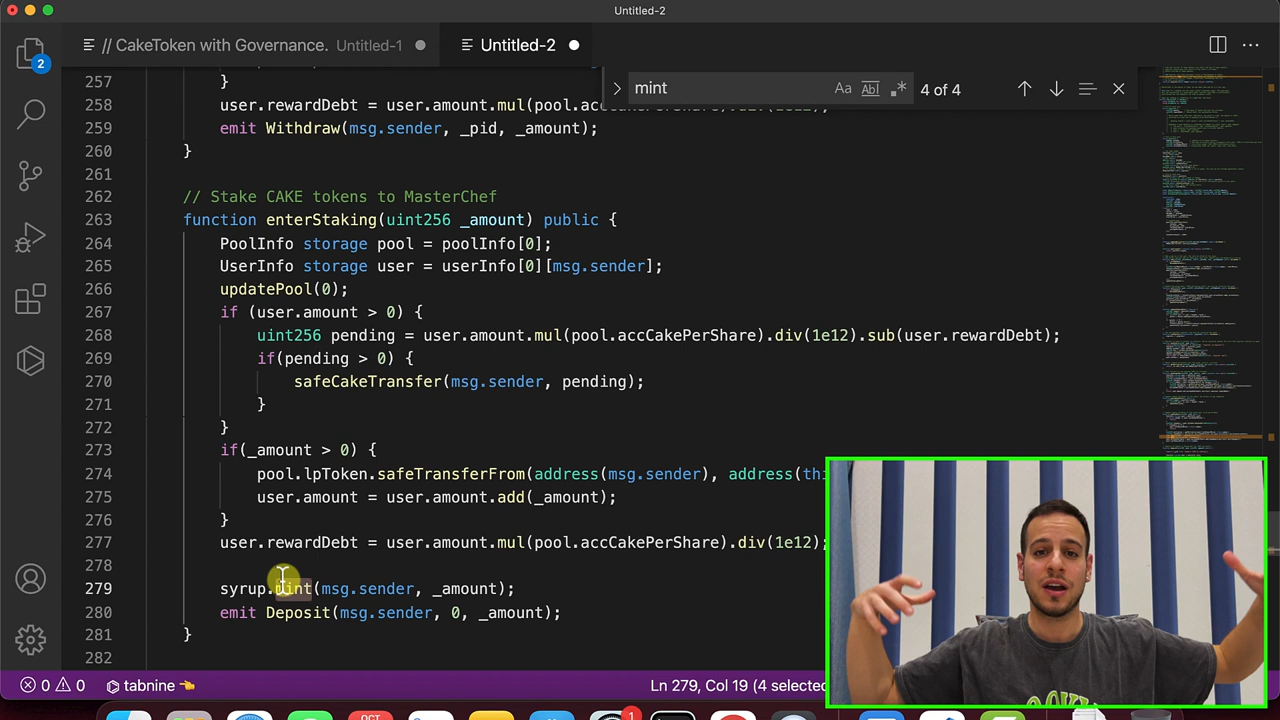 Untitled-2
// CakeToken with Governance. Untitled-1
Untitled-2
2
mint
Aa
Abl
4 of 4
257 }
258 user.rewardDebt = user.amount.mul(pool.acc
259 emit Withdraw(msg.sender, _pid, _amount);
260 }
261
262 // Stake CAKE tokens to MasterChef
263 function enterStaking(uint256 _amount) public {
264 PoolInfo storage pool = poolInfo[0];
265 UserInfo storage user = userInfo[0][msg.sender];
266 updatePool(0);
267 if (user.amount > 0) {
268 uint256 pending = user.amount.mul(pool.accCakePerShare).div(1e12).sub(user.rewardDebt);
269 if(pending > 0) {
270 safeCakeTransfer(msg.sender, pending);
271 }
272 }
273 if(_amount > 0) {
274 pool.lpToken.safeTransferFrom(address(msg.sender), address(thi
275 user.amount = user.amount.add(_amount);
276 }
277 user.rewardDebt = user.amount.mul(pool.accCakePerShare).div(1e12);
278
279 syrup.mint(msg.sender, _amount);
280 emit Deposit(msg.sender, 0, _amount);
281 }
282
0 0 tabnine
Ln 279, Col 19 (4 selected
OCT
1